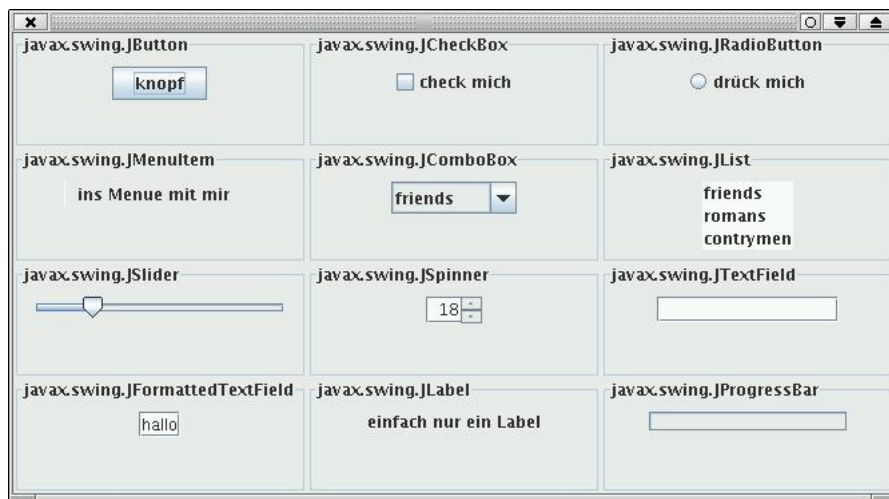 javax.swing.JButton
knopf
javax.swing.JCheckBox
check mich
javax.swing.JRadioButton
drück mich
javax.swing.JMenuItem
ins Menue mit mir
javax.swing.JComboBox
friends
javax.swing.JList
friends
romans
contrymen
javax.swing.JSlider
javax.swing.JSpinner
18
javax.swing.JTextField
javax.swing.JFormattedTextField
hallo
javax.swing.JLabel
einfach nur ein Label
javax.swing.JProgressBar